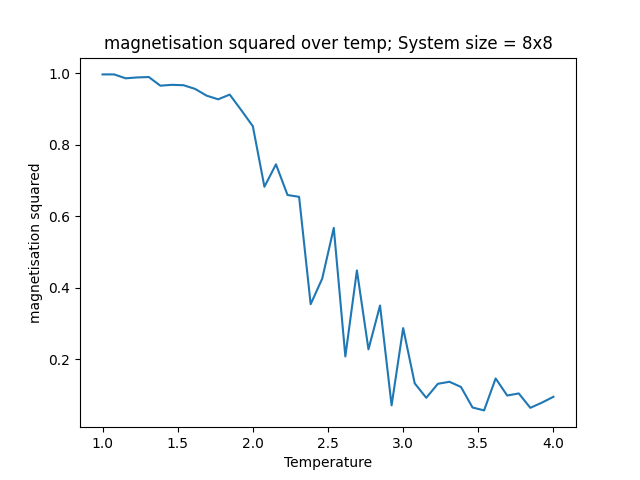 magnetisation squared over temp; System size = 8x8
magnetisation squared
1.0
0.8
0.6
0.4
0.2
1.0 1.5 2.0 2.5 3.0 3.5 4.0
Temperature